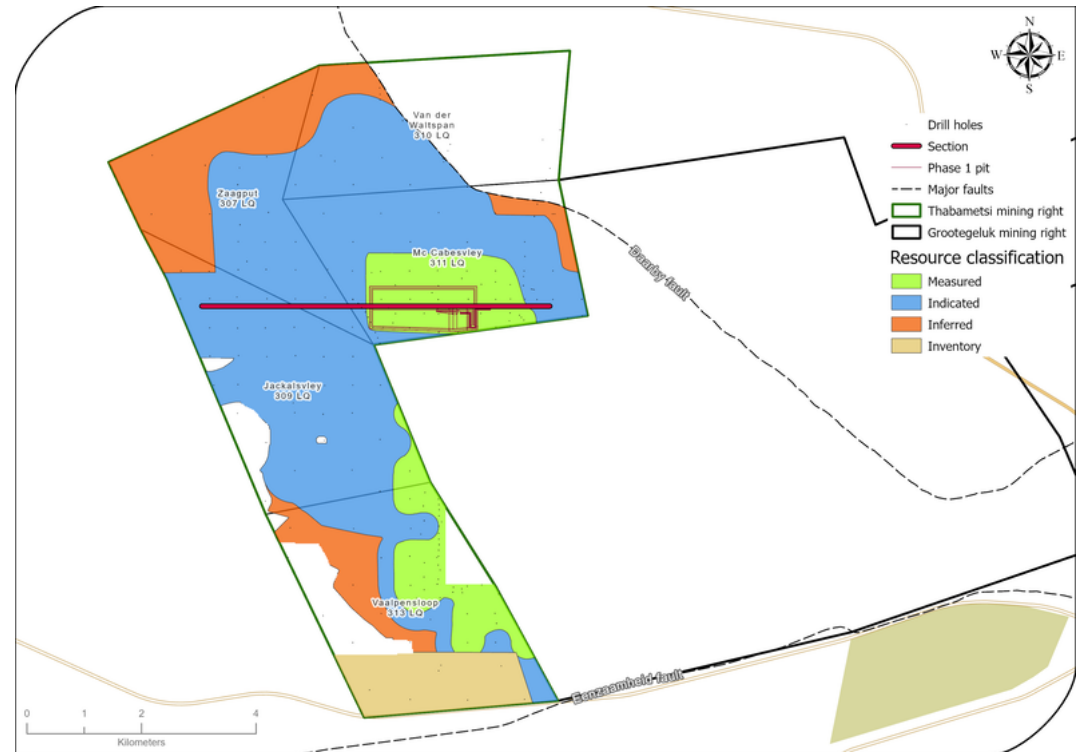 N
W E
S
Van der
Waltspan
310 LQ
Drill holes
Section
Phase 1 pit
Major faults
Thabametsi mining right
Grootegeluk mining right
Resource classification
Measured
Indicated
Inferred
Inventory
Zaagput
307 LQ
Mc Cabesvley
311 LQ
Daarby fault
Jackalsvley
309 LQ
Vaalpensloop
313 LQ
Eenzaamheid fault
0 1 2 4
Kilometers